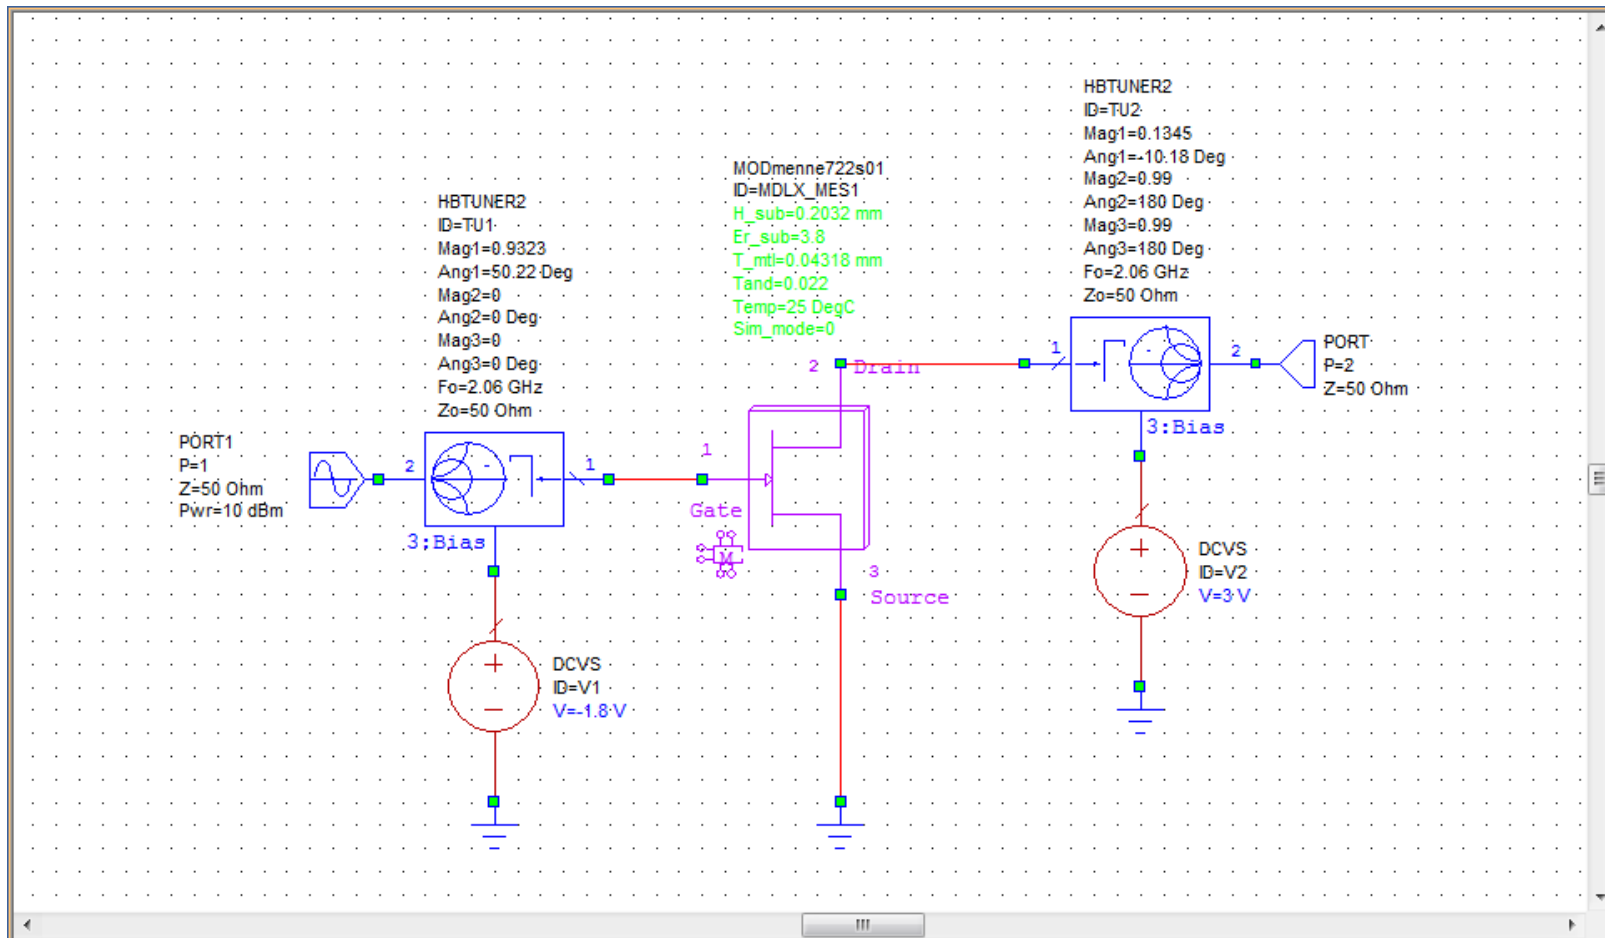 HBTUNER2
ID=TU2
Mag1=0.1345
Ang1=-10.18 Deg
Mag2=0.99
Ang2=180 Deg
Mag3=0.99
Ang3=180 Deg
Fo=2.06 GHz
Zo=50 Ohm
MODmenne722s01
ID=MDLX_MES1
H_sub=0.2032 mm
Er_sub=3.8
T_mtl=0.04318 mm
Tand=0.022
Temp=25 DegC
Sim_mode=0
HBTUNER2
ID=TU1
Mag1=0.9323
Ang1=50.22 Deg
Mag2=0
Ang2=0 Deg
Mag3=0
Ang3=0 Deg
Fo=2.06 GHz
Zo=50 Ohm
1
2
PORT
P=2
Z=50 Ohm
2
Drain
3:Bias
PORT1
P=1
Z=50 Ohm
Pwr=10 dBm
2
1
1
Gate
3:Bias
M
3
Source
DCVS
ID=V2
V=3 V
DCVS
ID=V1
V=-1.8 V